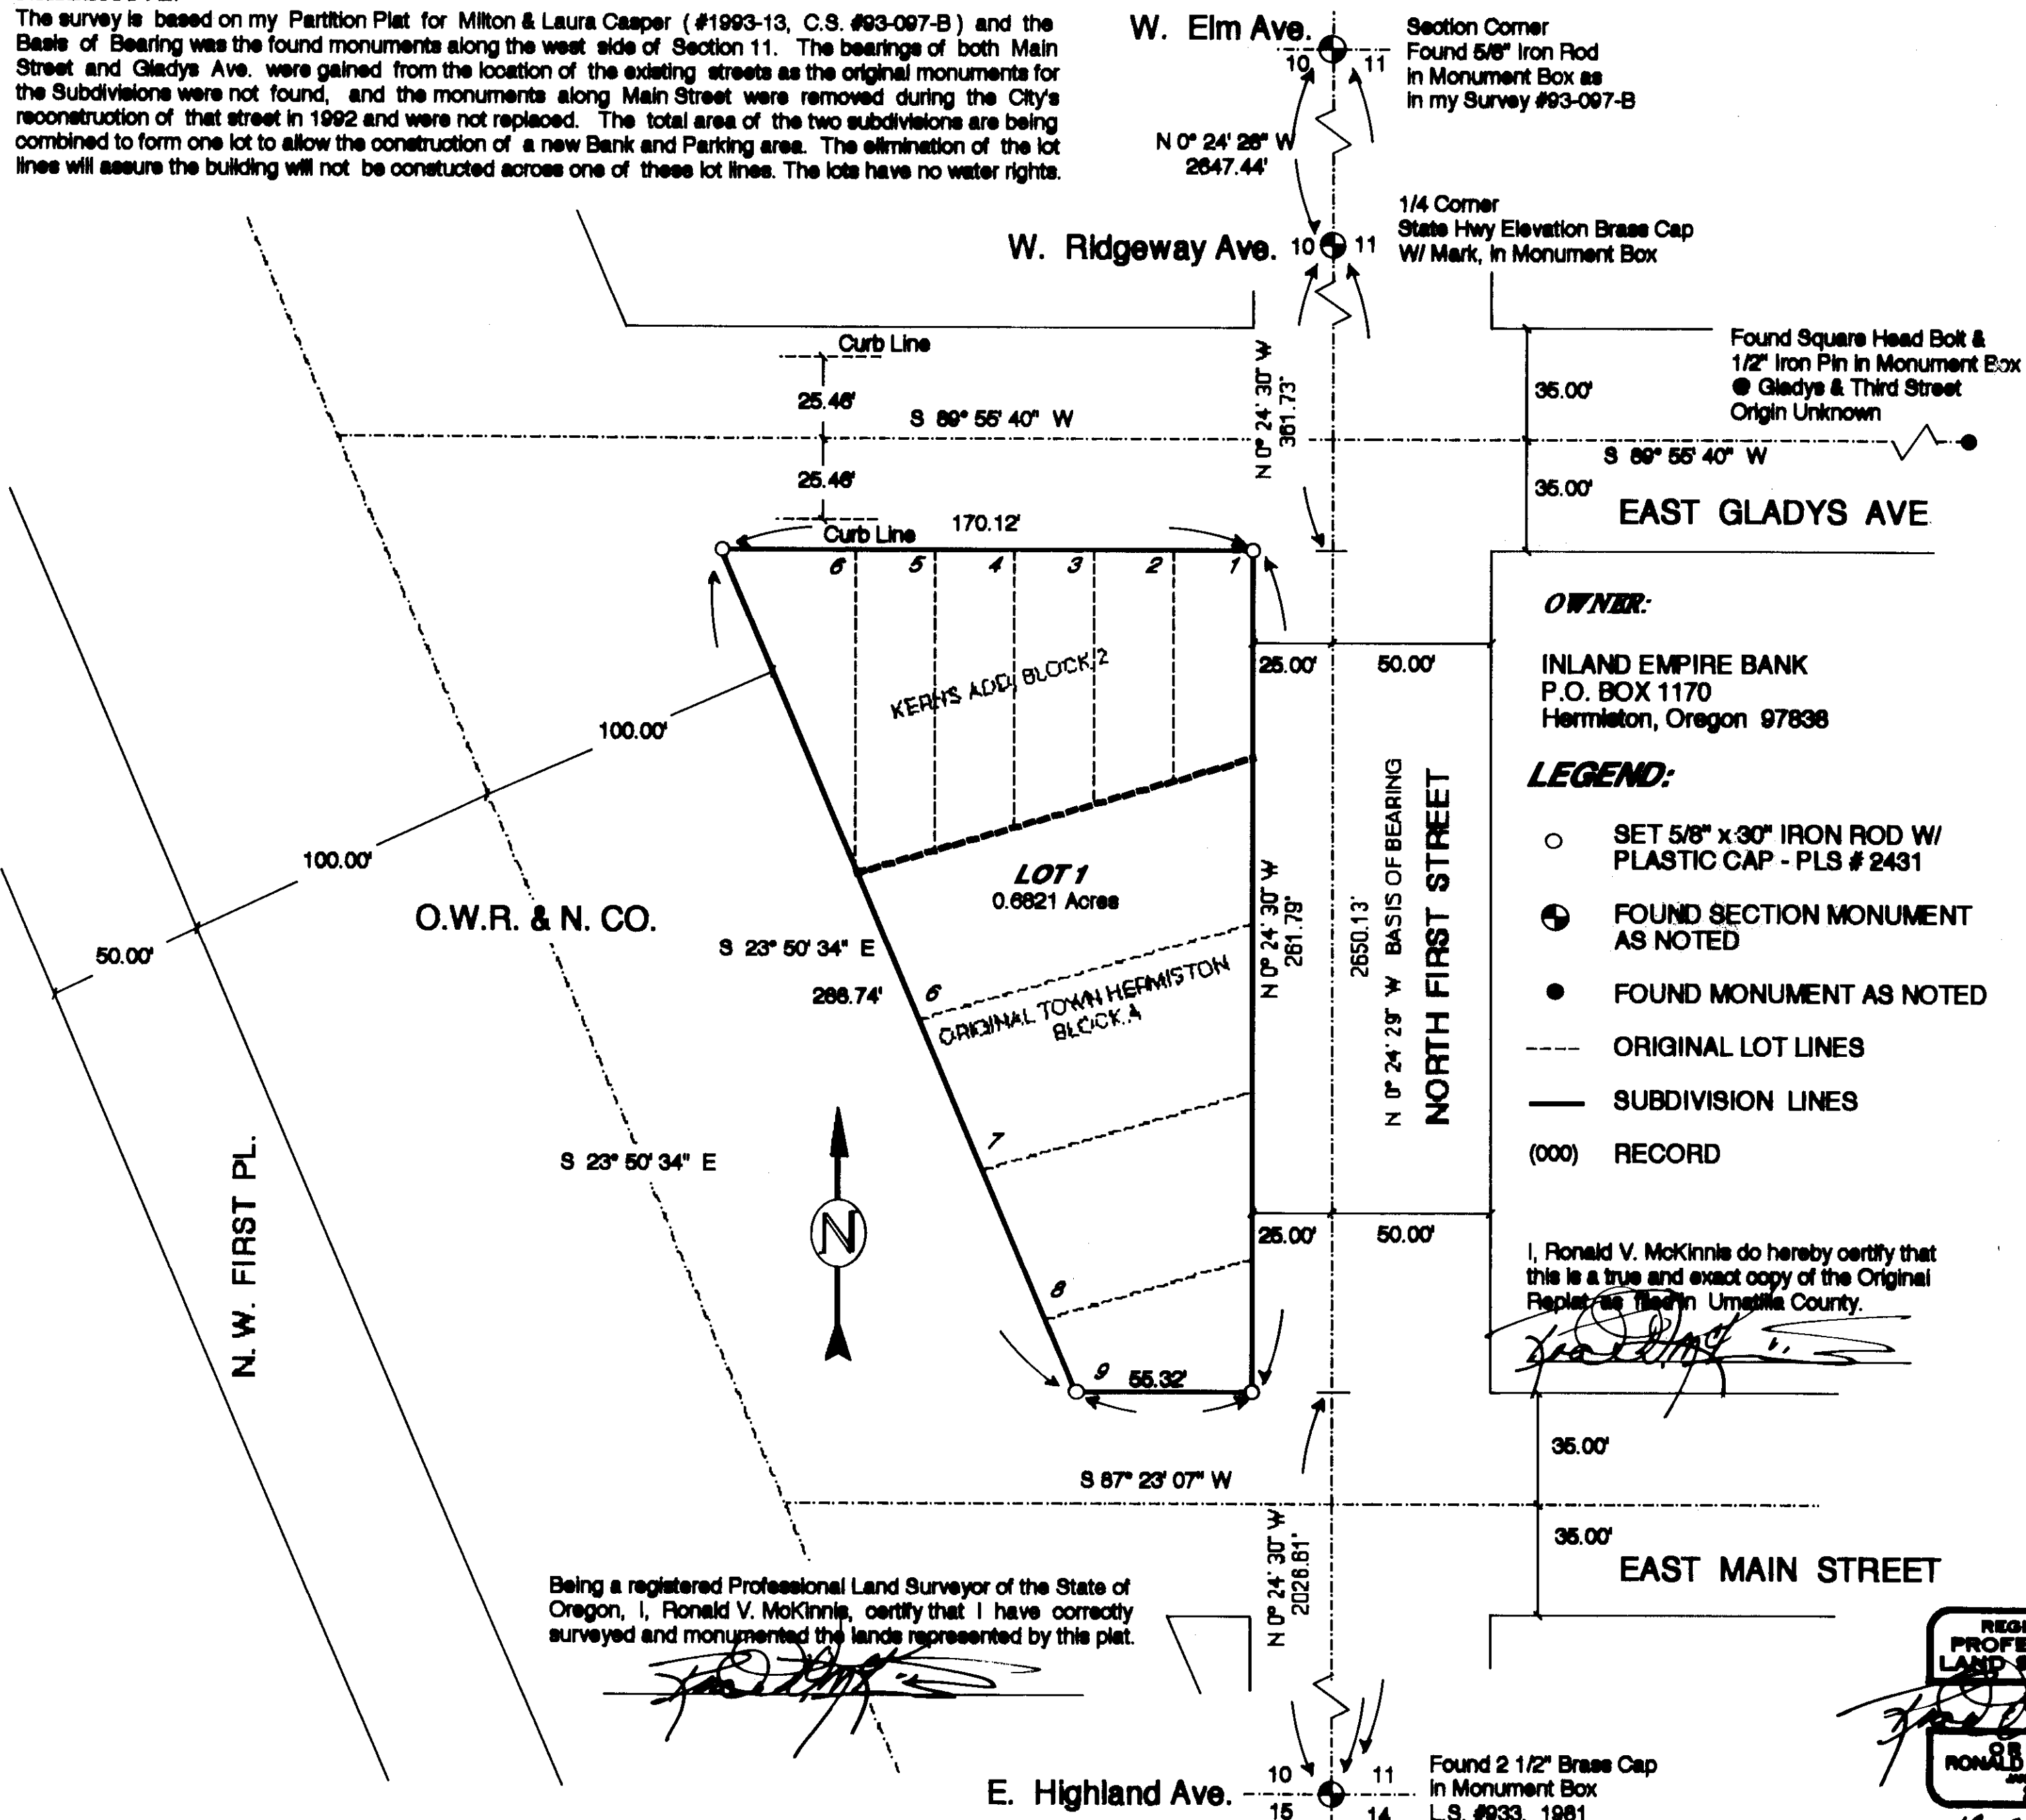 The survey is based on my Partition Plat for Milton & Laura Casper ( #1993-13, C.S. #93-097-B ) and the
Basis of Bearing was the found monuments along the west side of Section 11. The bearings of both Main
Street and Gladys Ave. were gained from the location of the existing streets as the original monuments for
the Subdivisions were not found, and the monuments along Main Street were removed during the City's
reconstruction of that street in 1992 and were not replaced. The total area of the two subdivisions are being
combined to form one lot to allow the construction of a new Bank and Parking area. The elimination of the lot
lines will assure the building will not be constucted across one of these lot lines. The lots have no water rights.
W. Elm Ave.
10 11
Section Corner
Found 5/8" Iron Rod
in Monument Box as
in my Survey #93-097-B
N 0° 24' 26" W
2647.44'
1/4 Corner
State Hwy Elevation Brass Cap
W/ Mark, in Monument Box
W. Ridgeway Ave. 10 11
Curb Line
25.46'
S 89° 55' 40" W
25.46'
Curb Line
170.12'
N 0° 24' 30" W
361.73'
35.00'
35.00'
Found Square Head Bolt &
1/2" Iron Pin in Monument Box
@ Gladys & Third Street
Origin Unknown
S 89° 55' 40" W
EAST GLADYS AVE
6 5 4 3 2 1
KERNS ADD. BLOCK 2
25.00' 50.00'
OWNER:
INLAND EMPIRE BANK
P.O. BOX 1170
Hermiston, Oregon 97838
LEGEND:
SET 5/8" x 30" IRON ROD W/
PLASTIC CAP - PLS # 2431
FOUND SECTION MONUMENT
AS NOTED
FOUND MONUMENT AS NOTED
ORIGINAL LOT LINES
SUBDIVISION LINES
(000) RECORD
100.00'
100.00'
50.00'
O.W.R. & N. CO.
LOT 1
0.6821 Acres
S 23° 50' 34" E
286.74'
6
ORIGINAL TOWN HERMISTON
BLOCK A
7
8
9 55.32'
N 0° 24' 30" W
261.79'
2650.13'
N 0° 24' 29" W BASIS OF BEARING
NORTH FIRST STREET
S 23° 50' 34" E
N
N. W. FIRST PL.
25.00' 50.00'
I, Ronald V. McKinnis do hereby certify that
this is a true and exact copy of the Original
Replat as filed in Umatilla County.
35.00'
35.00'
S 87° 23' 07" W
N 0° 24' 30" W
2026.61'
EAST MAIN STREET
Being a registered Professional Land Surveyor of the State of
Oregon, I, Ronald V. McKinnis, certify that I have correctly
surveyed and monumented the lands represented by this plat.
E. Highland Ave.
10 11
15 14
Found 2 1/2" Brass Cap
in Monument Box
L.S. #933, 1981
REGI
PROFE
LAND S
OR
RONALD